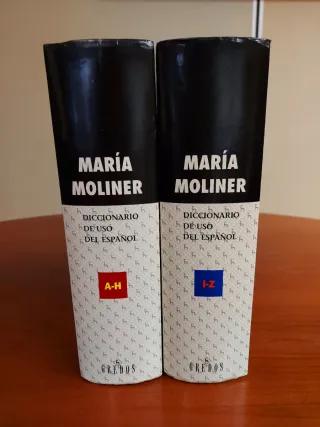 MARÍA
MOLINER
DICCIONARIO
DE USO
DEL ESPAÑOL
A-H
GREDOS
MARÍA
MOLINER
DICCIONARIO
DE USO
DEL ESPAÑOL
I-Z
GREDOS